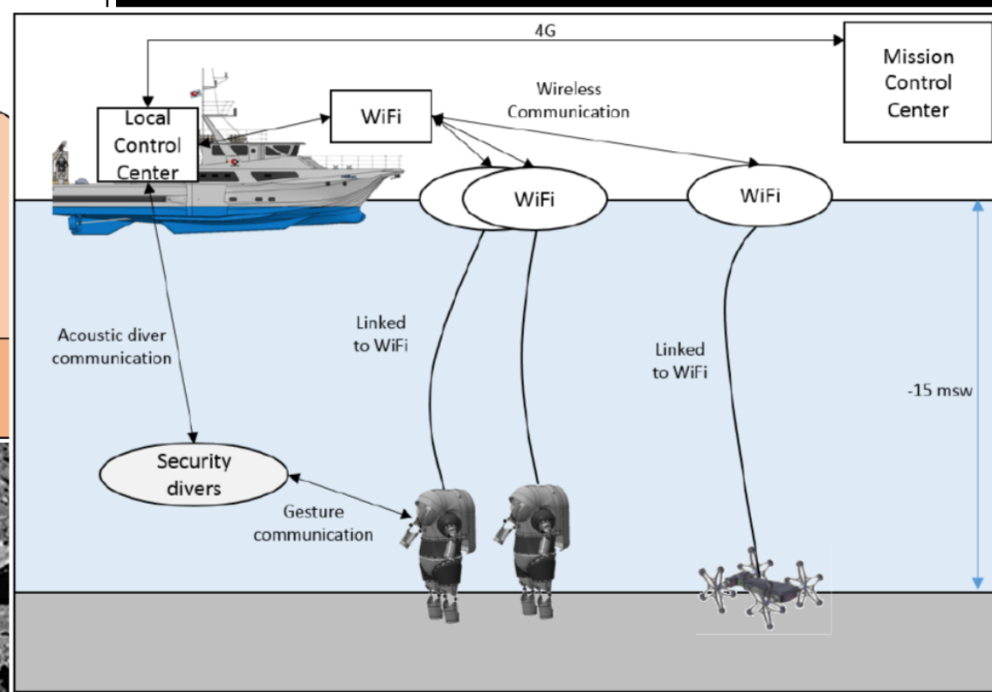 4G
Mission
Control
Center
Wireless
Communication
Local
Control
Center
WiFi
WiFi
WiFi
Linked
to WiFi
Linked
to WiFi
-15 msw
Acoustic diver
communication
Security
divers
Gesture
communication